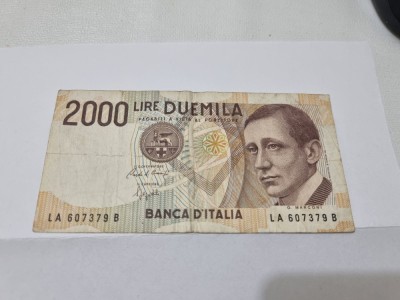 2000 LIRE DUEMILA
PAGABILI A VISTA AL PORTATORE
LA 607379 B
BANCA D'ITALIA
G. MARCONI
LA 607379 B